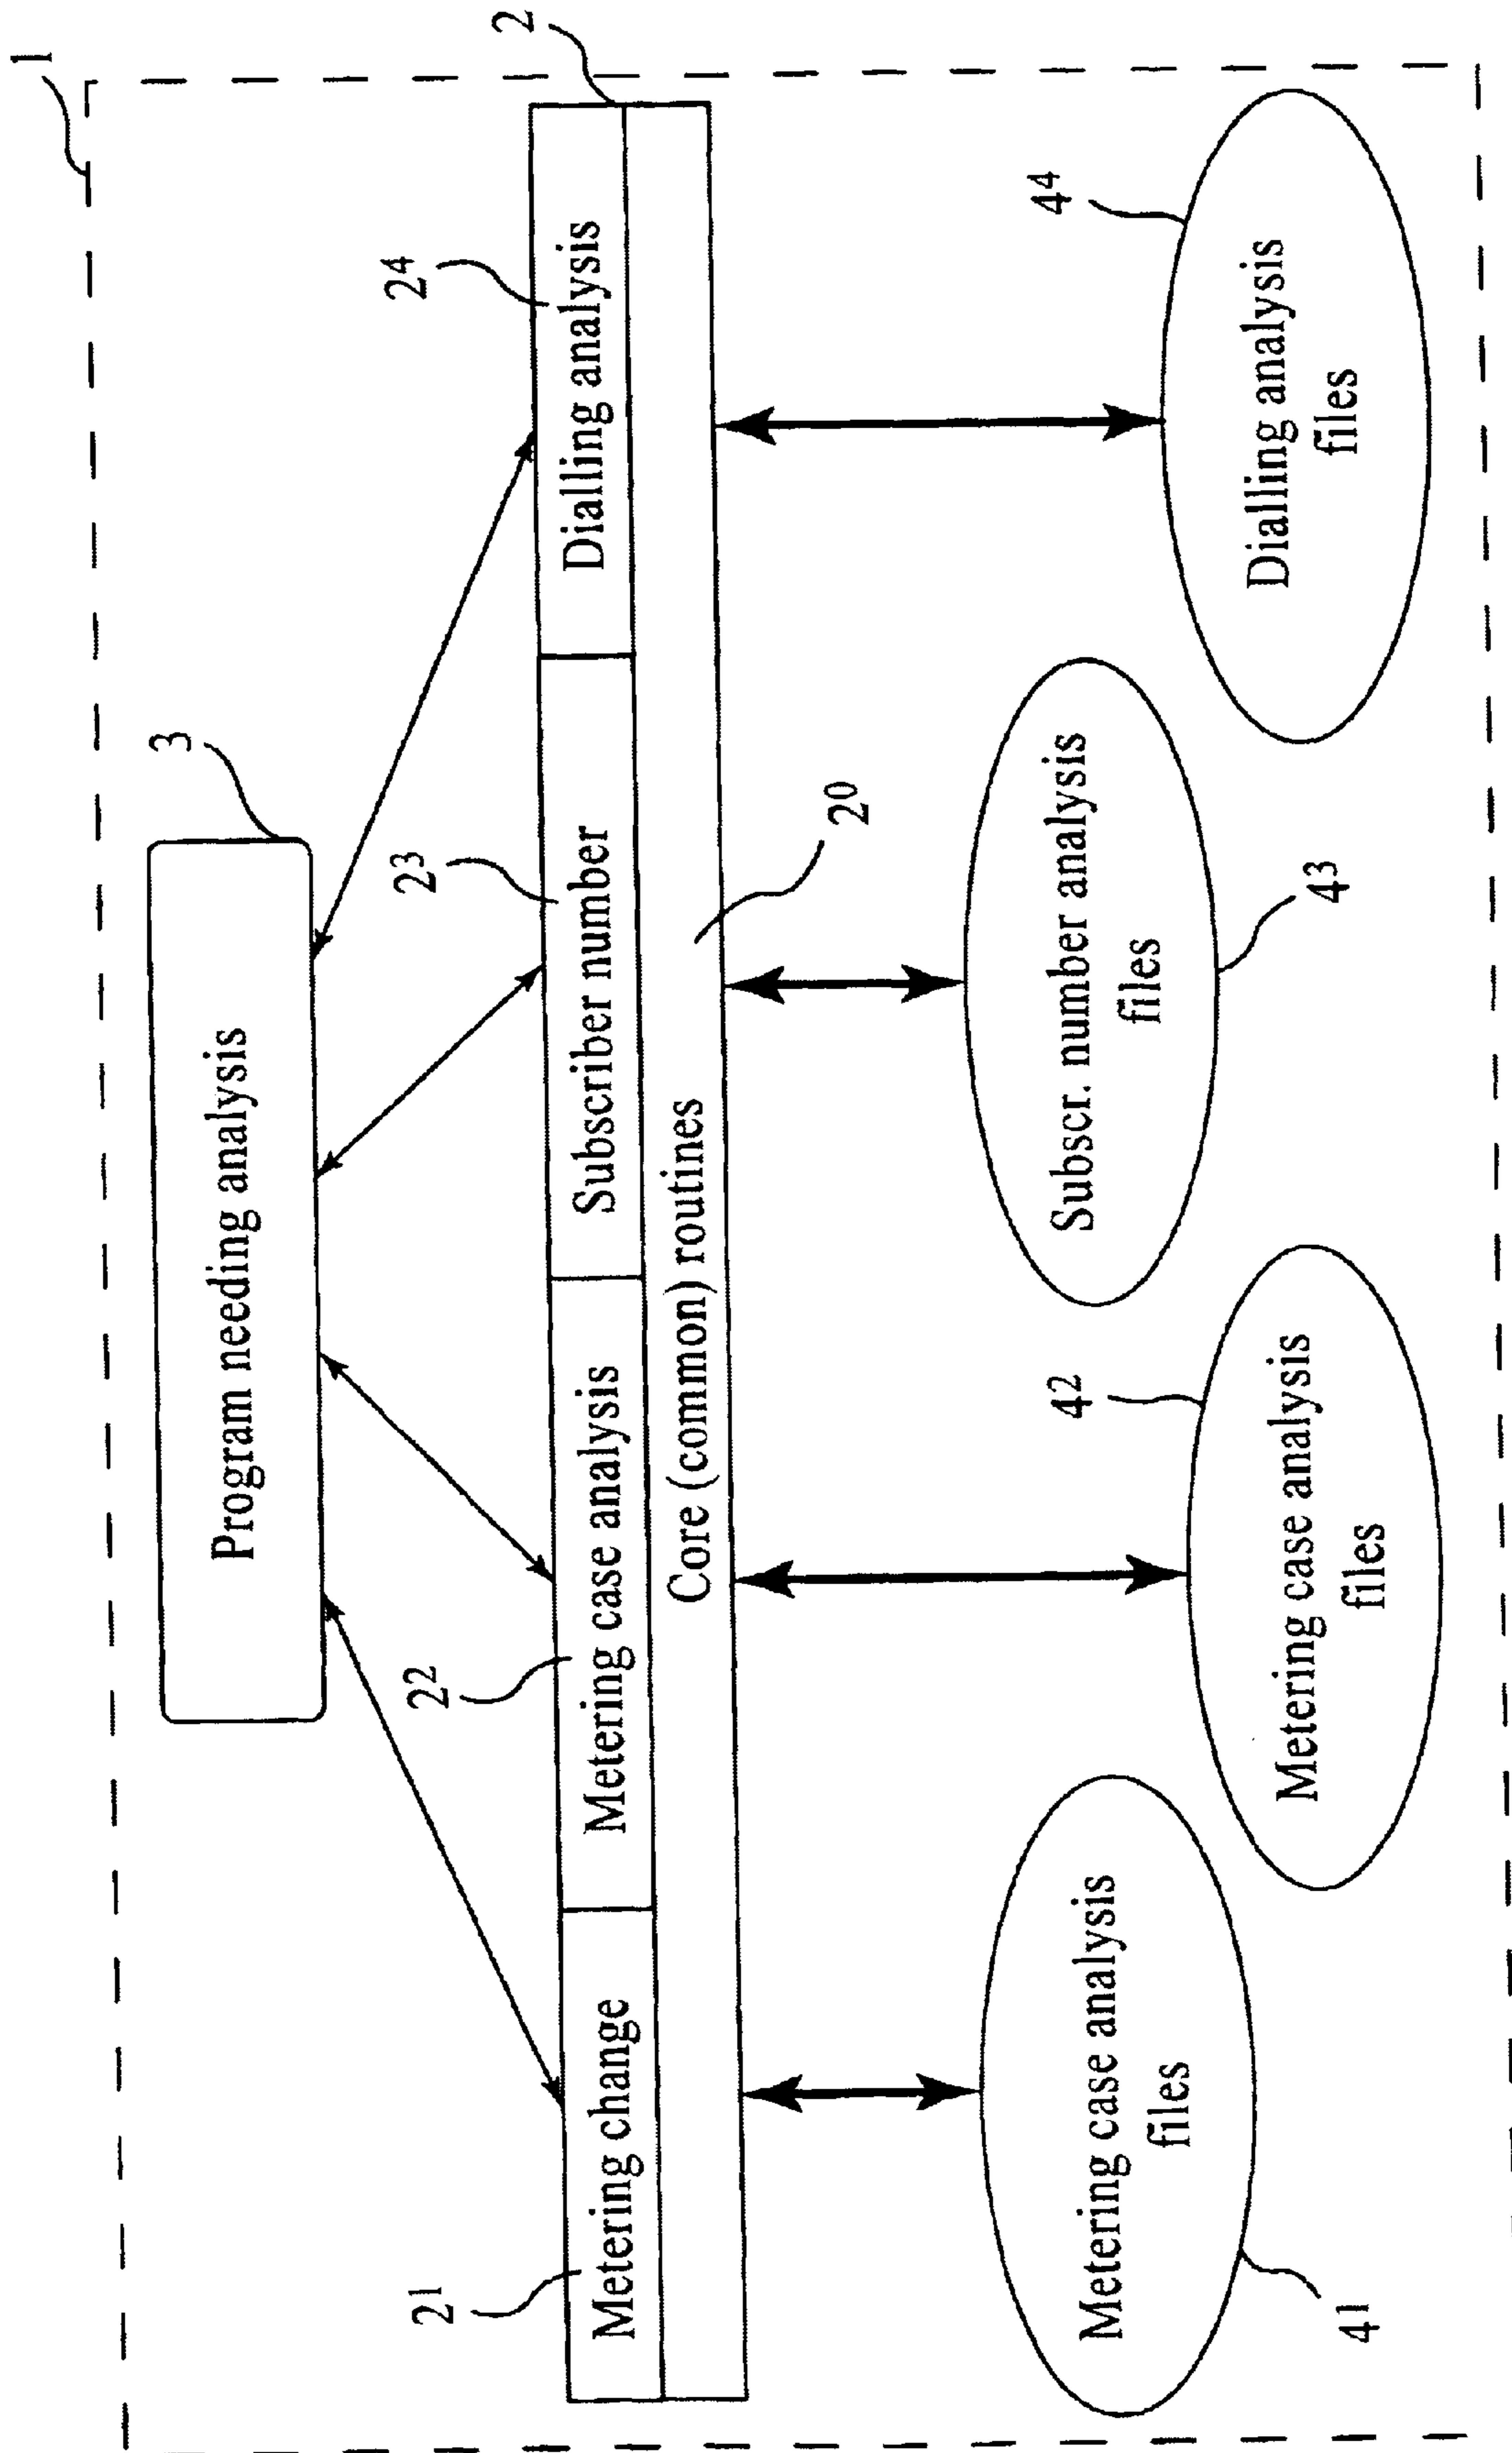 1
2
3
Program needing analysis
2¹
2²
2³
2⁴
Metering change
Metering case analysis
Subscriber number
Dialling analysis
Core (common) routines
2⁰
Metering case analysis
files
4¹
4²
Metering case analysis
files
Subscr. number analysis
files
4³
4⁴
Dialling analysis
files